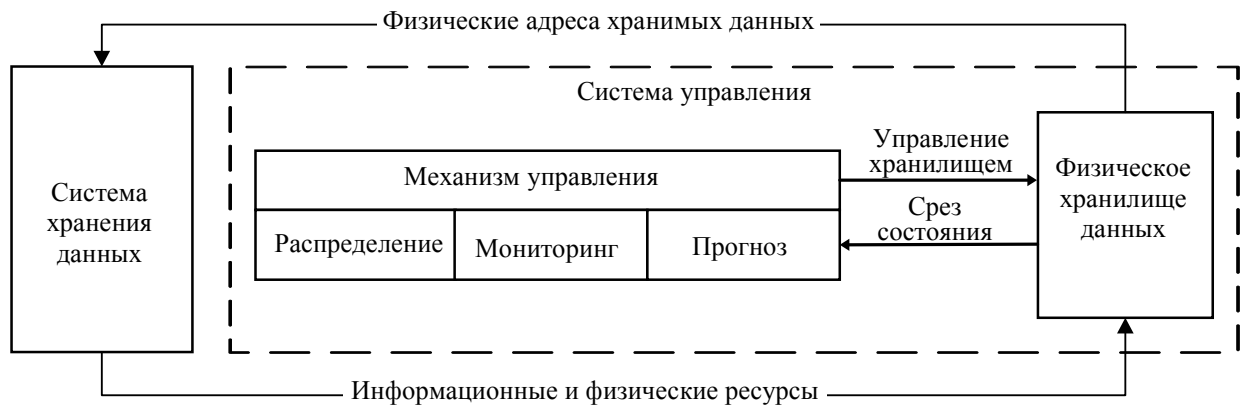 Физические адреса хранимых данных
Система управления
Система
хранения
данных
Механизм управления
Распределение
Мониторинг
Прогноз
Управление
хранилищем
Срез
состояния
Физическое
хранилище
данных
Информационные и физические ресурсы